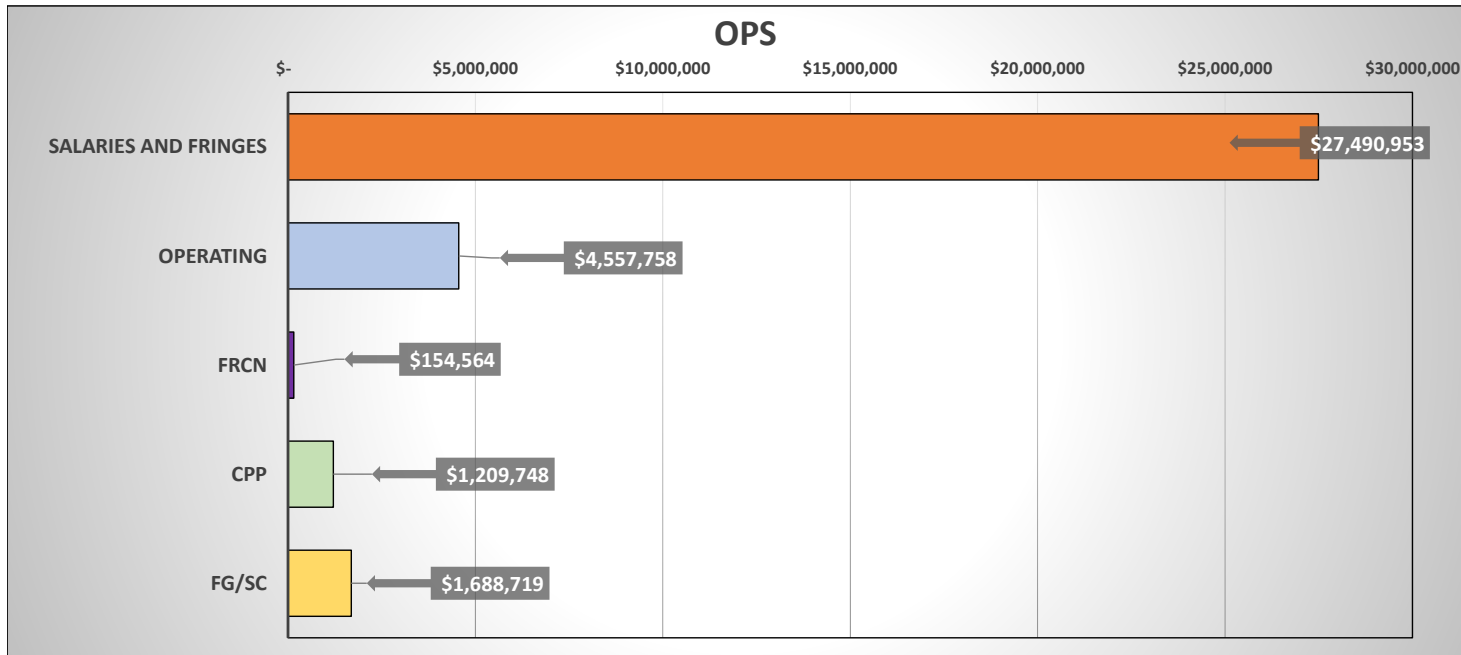 OPS
$- $5,000,000 $10,000,000 $15,000,000 $20,000,000 $25,000,000 $30,000,000
SALARIES AND FRINGES $27,490,953
OPERATING $4,557,758
FRCN $154,564
CPP $1,209,748
FG/SC $1,688,719